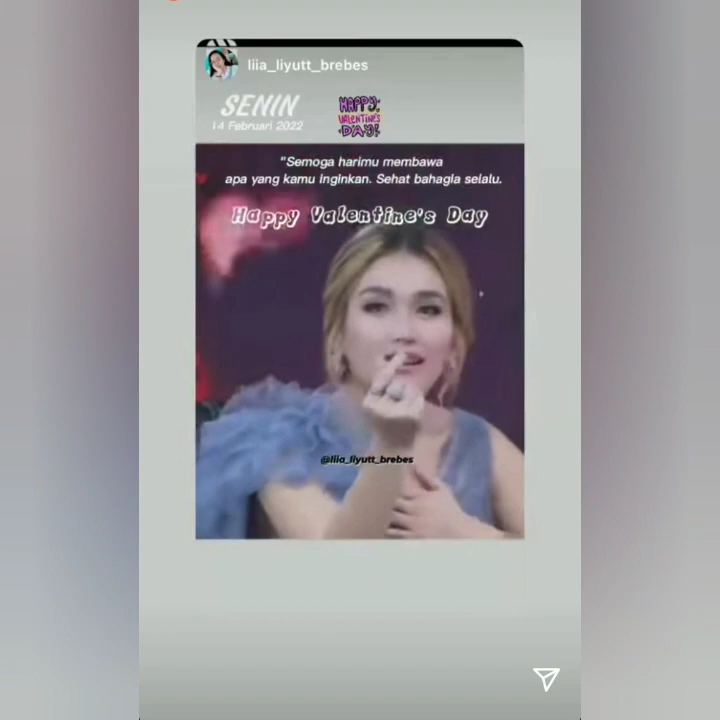 liia_liyutt_brebes
SENIN
14 Februari 2022
HAPPY
VALENTINE'S
DAY!
"Semoga harimu membawa
apa yang kamu inginkan. Sehat bahagia selalu.
Happy Valentine's Day
@liia_liyutt_brebes